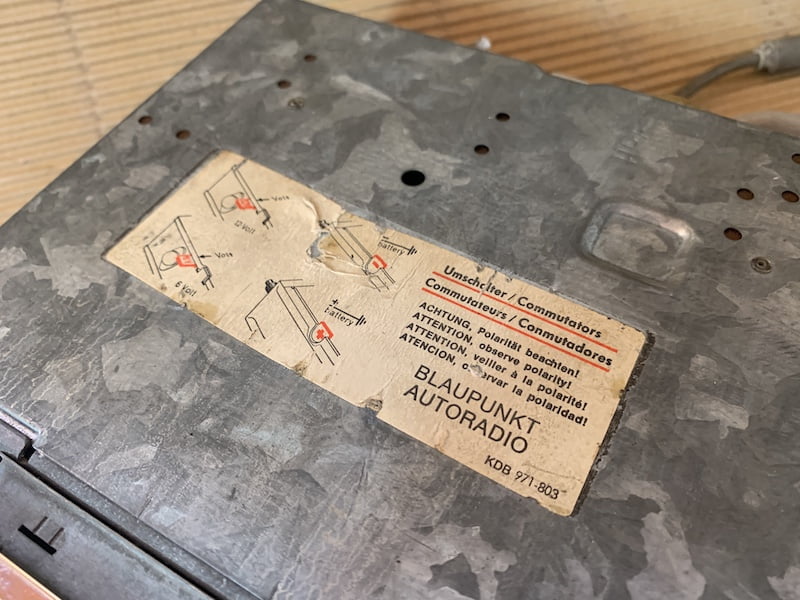 Volts
12 Volt
Volts
6 Volt
-
battery
+
battery
Umschalter / Commutators
Commutateurs / Conmutadores
ACHTUNG, Polarität beachten!
ATTENTION, observe polarity!
ATTENTION, veiller à la polarité!
ATENCION, observar la polaridad!
BLAUPUNKT
AUTORADIO
KDB 971-803